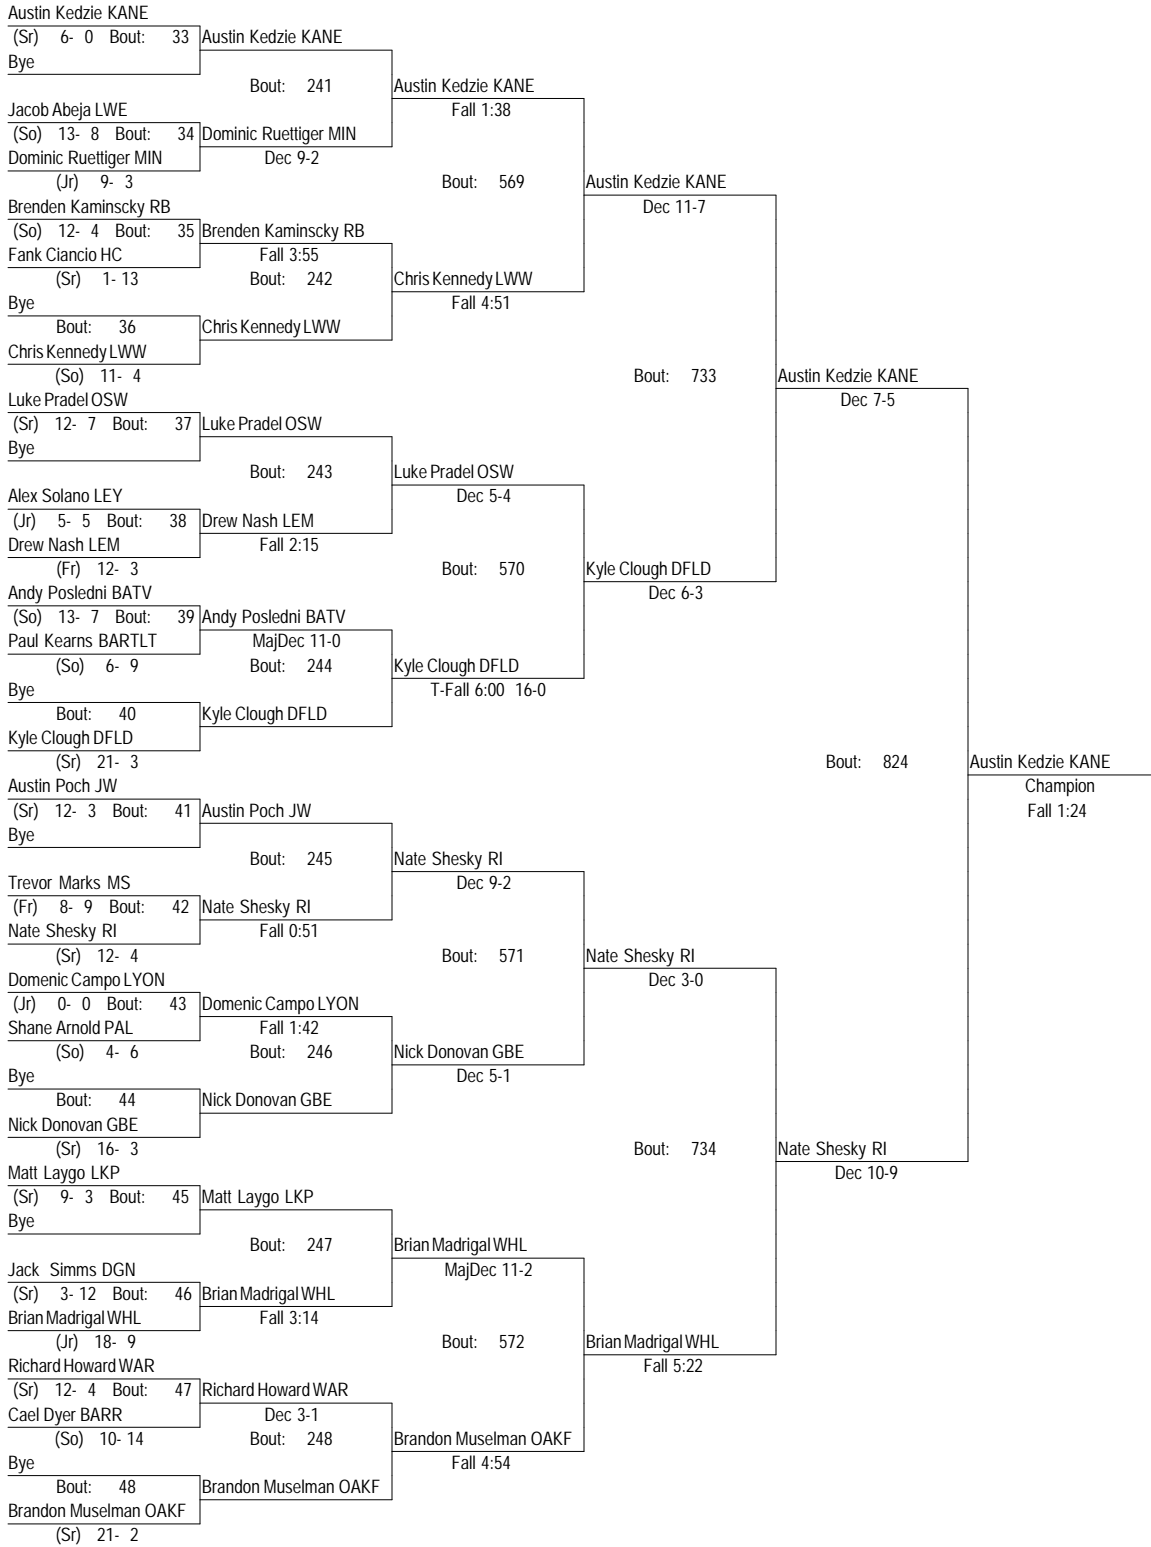 Austin Kedzie KANE
(Sr) 6- 0 Bout: 33 Austin Kedzie KANE
Bye
Bout: 241 Austin Kedzie KANE
Jacob Abeja LWE Fall 1:38
(So) 13- 8 Bout: 34 Dominic Ruettiger MIN
Dominic Ruettiger MIN Dec 9-2
(Jr) 9- 3 Bout: 569 Austin Kedzie KANE
Brenden Kaminscky RB Dec 11-7
(So) 12- 4 Bout: 35 Brenden Kaminscky RB
Fank Ciancio HC Fall 3:55
(Sr) 1- 13 Bout: 242 Chris Kennedy LWW
Bye Fall 4:51
Bout: 36 Chris Kennedy LWW
Chris Kennedy LWW
(So) 11- 4 Bout: 733 Austin Kedzie KANE
Luke Pradel OSW Dec 7-5
(Sr) 12- 7 Bout: 37 Luke Pradel OSW
Bye
Bout: 243 Luke Pradel OSW
Alex Solano LEY Dec 5-4
(Jr) 5- 5 Bout: 38 Drew Nash LEM
Drew Nash LEM Fall 2:15
(Fr) 12- 3 Bout: 570 Kyle Clough DFLD
Andy Posledni BATV Dec 6-3
(So) 13- 7 Bout: 39 Andy Posledni BATV
Paul Kearns BARTLT MajDec 11-0
(So) 6- 9 Bout: 244 Kyle Clough DFLD
Bye T-Fall 6:00 16-0
Bout: 40 Kyle Clough DFLD
Kyle Clough DFLD
(Sr) 21- 3 Bout: 824 Austin Kedzie KANE
Austin Poch JW Champion
(Sr) 12- 3 Bout: 41 Austin Poch JW Fall 1:24
Bye
Bout: 245 Nate Shesky RI
Trevor Marks MS Dec 9-2
(Fr) 8- 9 Bout: 42 Nate Shesky RI
Nate Shesky RI Fall 0:51
(Sr) 12- 4 Bout: 571 Nate Shesky RI
Domenic Campo LYON Dec 3-0
(Jr) 0- 0 Bout: 43 Domenic Campo LYON
Shane Arnold PAL Fall 1:42
(So) 4- 6 Bout: 246 Nick Donovan GBE
Bye Dec 5-1
Bout: 44 Nick Donovan GBE
Nick Donovan GBE
(Sr) 16- 3 Bout: 734 Nate Shesky RI
Matt Laygo LKP Dec 10-9
(Sr) 9- 3 Bout: 45 Matt Laygo LKP
Bye
Bout: 247 Brian Madrigal WHL
Jack Simms DGN MajDec 11-2
(Sr) 3- 12 Bout: 46 Brian Madrigal WHL
Brian Madrigal WHL Fall 3:14
(Jr) 18- 9 Bout: 572 Brian Madrigal WHL
Richard Howard WAR Fall 5:22
(Sr) 12- 4 Bout: 47 Richard Howard WAR
Cael Dyer BARR Dec 3-1
(So) 10- 14 Bout: 248 Brandon Muselman OAKF
Bye Fall 4:54
Bout: 48 Brandon Muselman OAKF
Brandon Muselman OAKF
(Sr) 21- 2